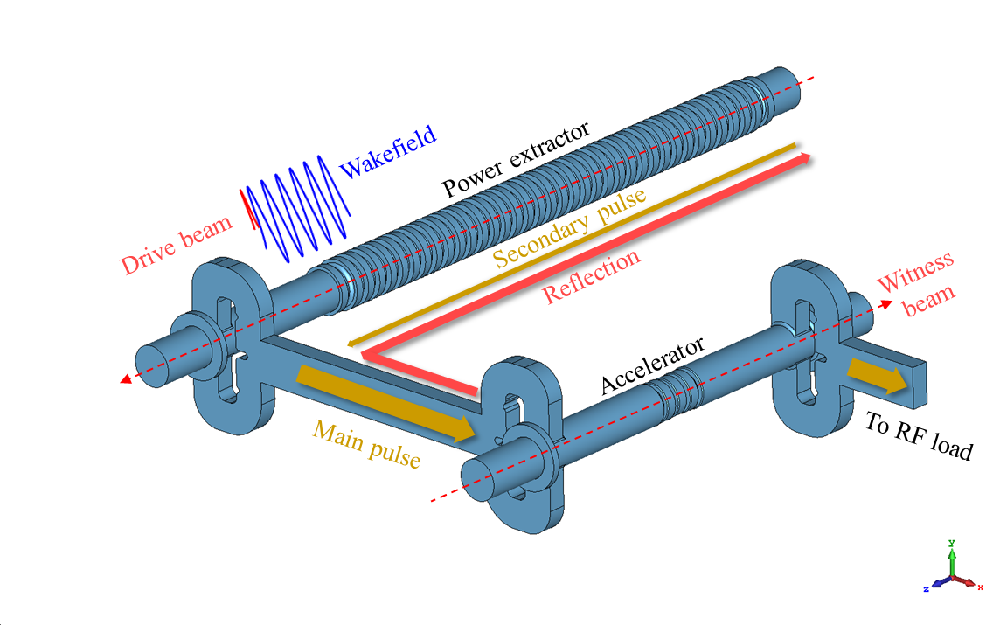 Wakefield
Power extractor
Drive beam
Secondary pulse
Reflection
Witness
beam
Accelerator
Main pulse
To RF load
y
z
x